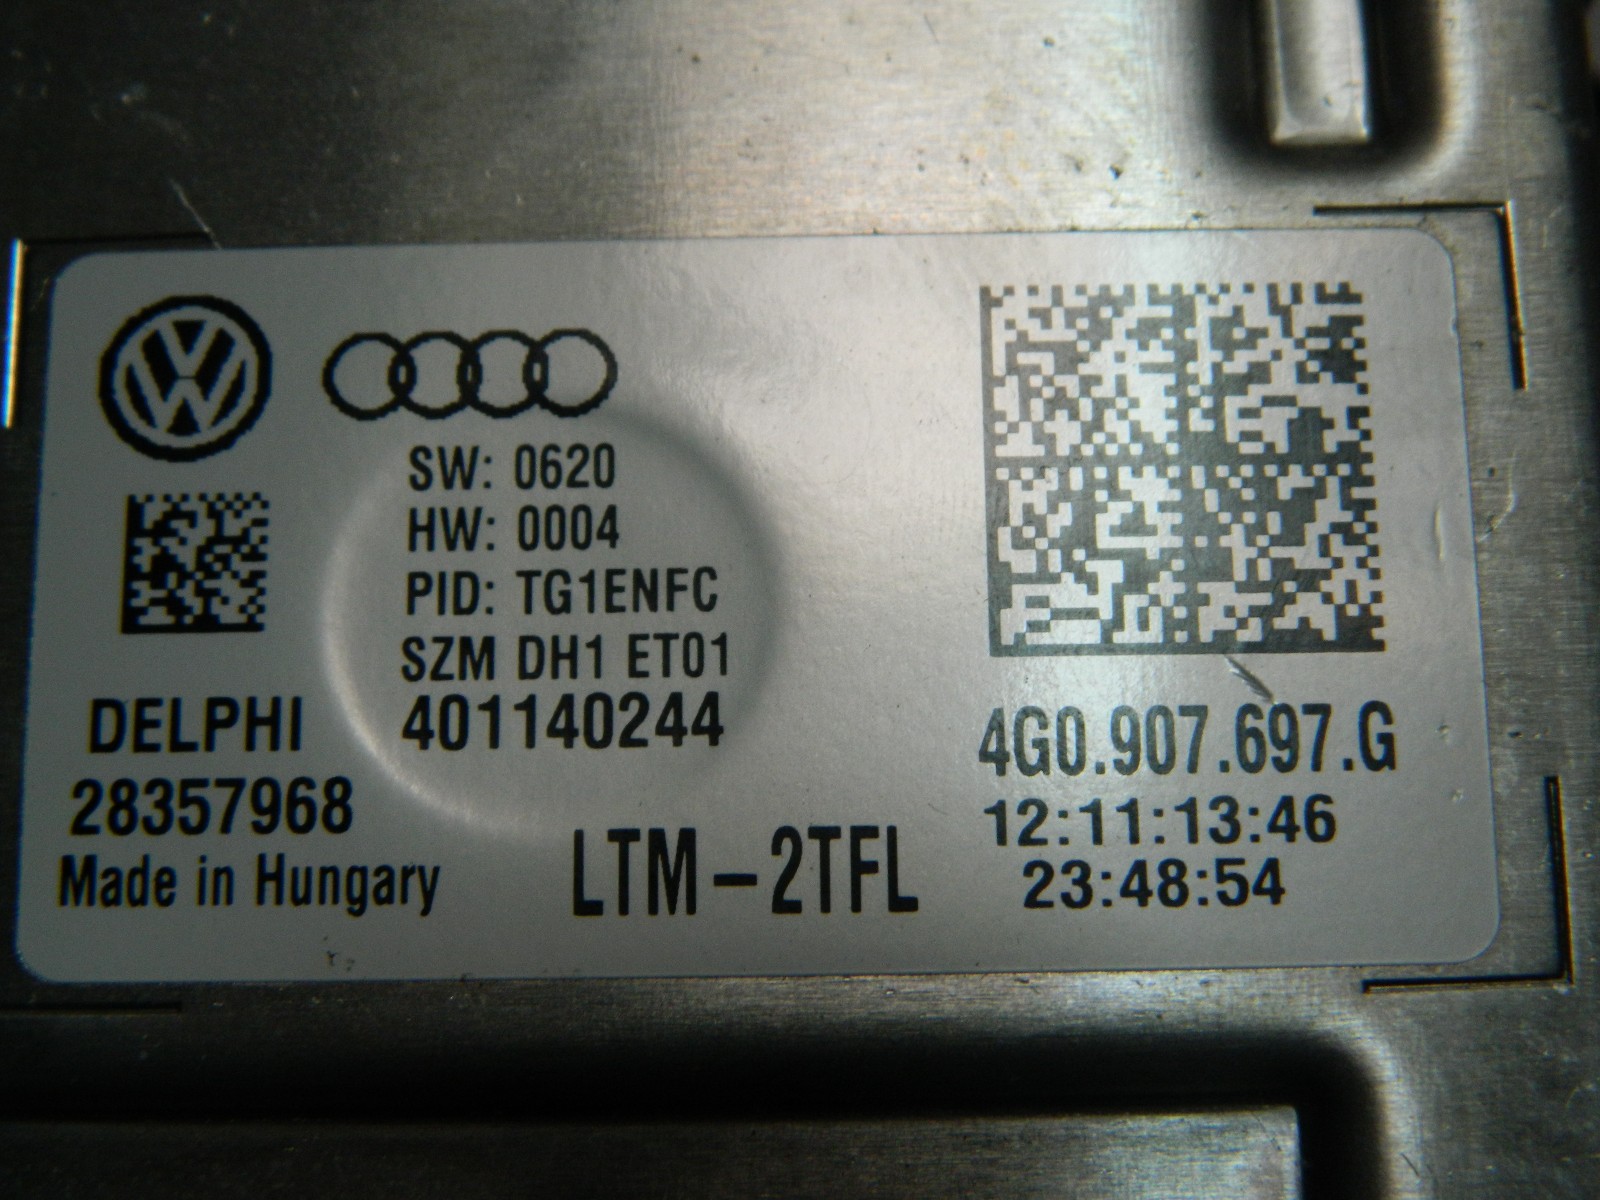 SW: 0620
HW: 0004
PID: TG1ENFC
SZM DH1 ET01
401140244
DELPHI
28357968
Made in Hungary
LTM-2TFL
4G0.907.697.G
12:11:13:46
23:48:54